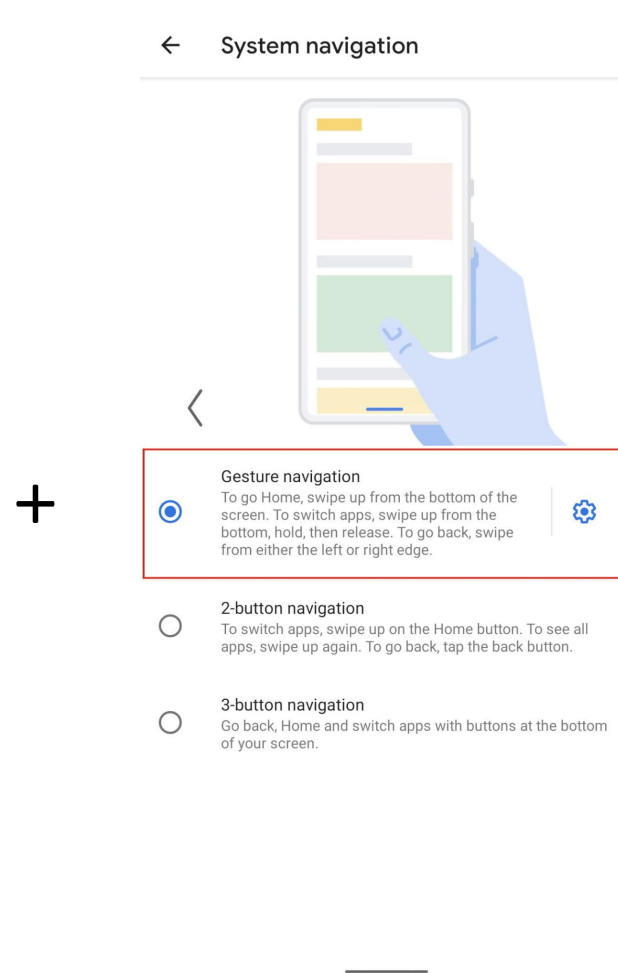 System navigation
Gesture navigation
To go Home, swipe up from the bottom of the
screen. To switch apps, swipe up from the
bottom, hold, then release. To go back, swipe
from either the left or right edge.
2-button navigation
To switch apps, swipe up on the Home button. To see all
apps, swipe up again. To go back, tap the back button.
3-button navigation
Go back, Home and switch apps with buttons at the bottom
of your screen.